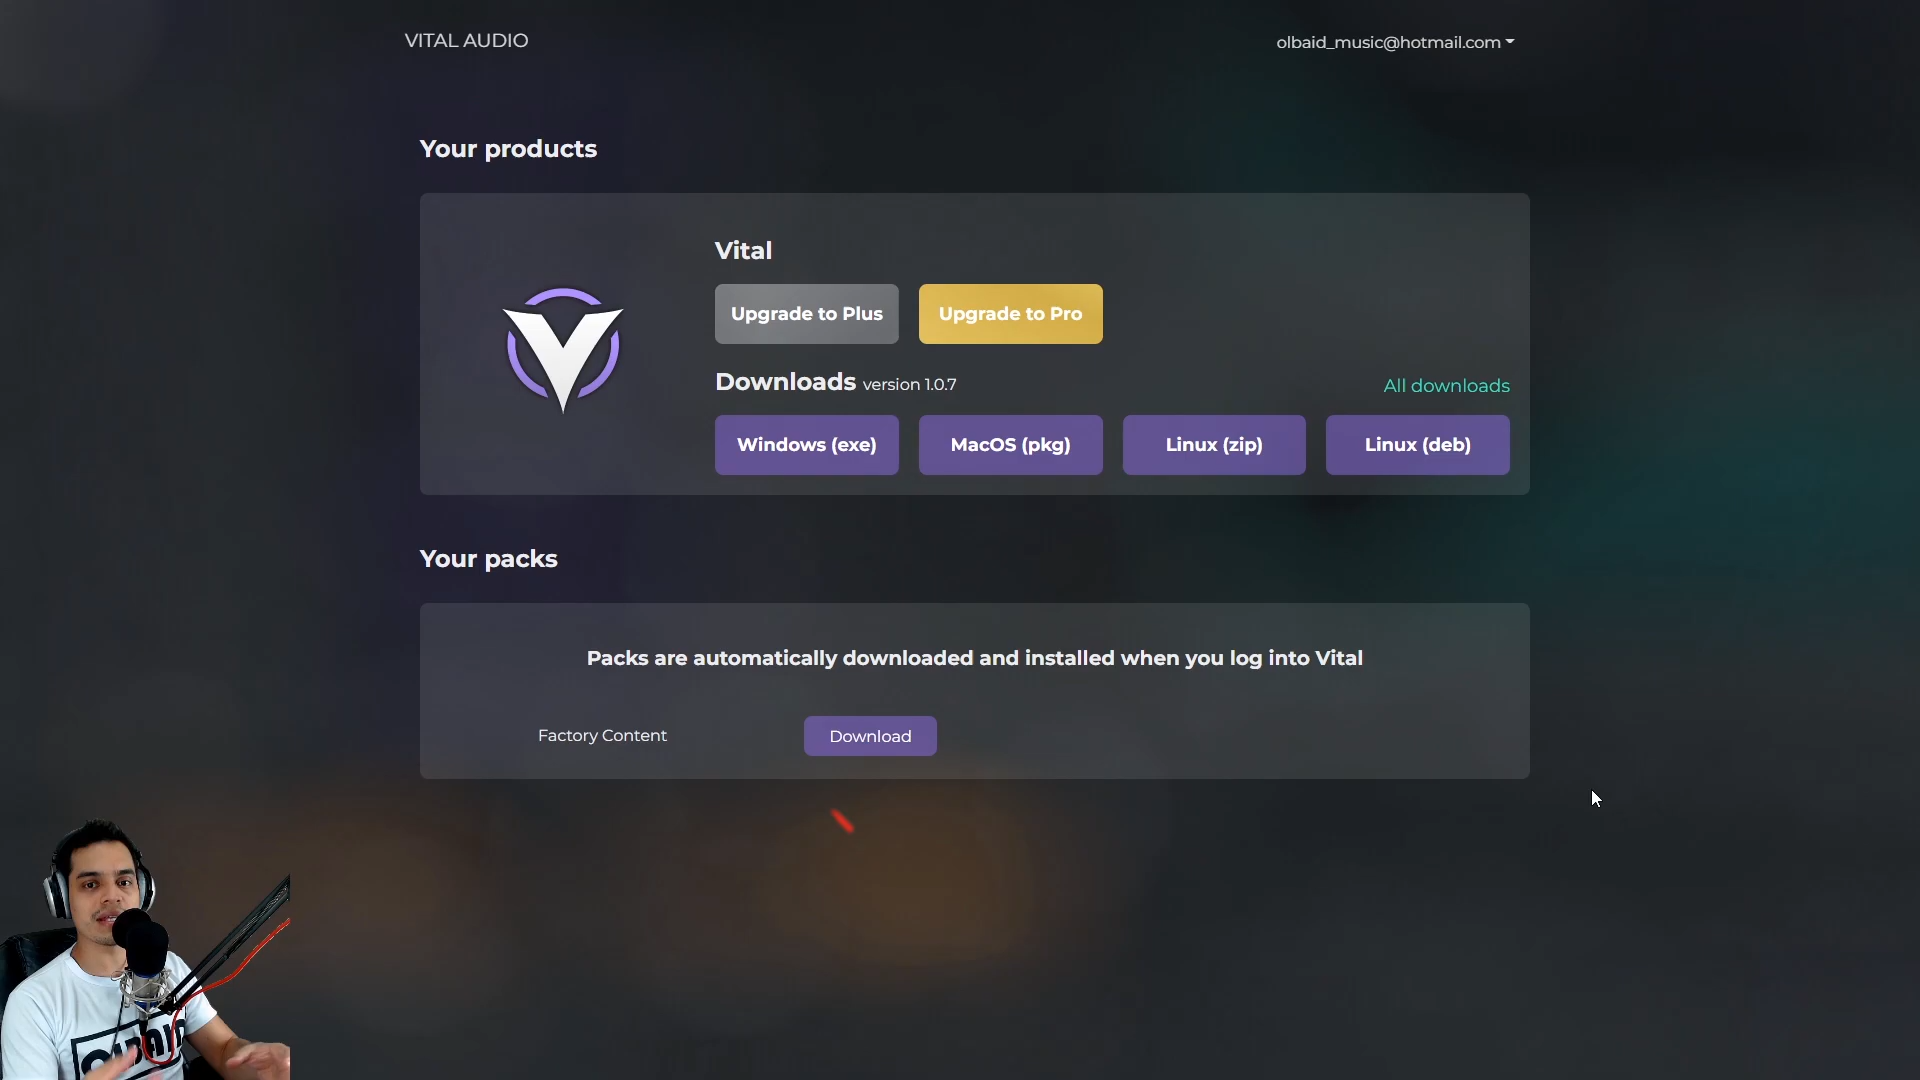 VITAL AUDIO
olbaid_music@hotmail.com
Your products
Vital
Upgrade to Plus
Upgrade to Pro
Downloads version 1.0.7
All downloads
Windows (exe)
MacOS (pkg)
Linux (zip)
Linux (deb)
Your packs
Packs are automatically downloaded and installed when you log into Vital
Factory Content
Download